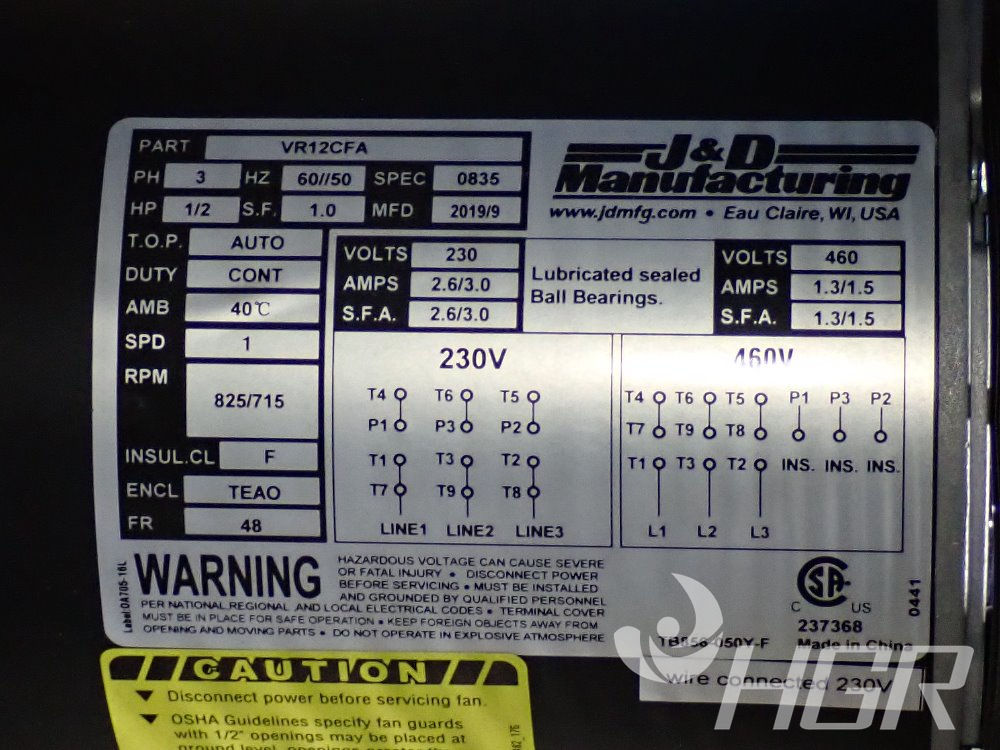 PART VR12CFA
PH 3 HZ 60//50 SPEC 0835
HP 1/2 S.F. 1.0 MFD 2019/9
J&D
Manufacturing
www.jdmfg.com • Eau Claire, WI, USA
T.O.P. AUTO
DUTY CONT
AMB 40℃
SPD 1
RPM 825/715
INSUL.CL F
ENCL TEAO
FR 48
VOLTS 230
AMPS 2.6/3.0
S.F.A. 2.6/3.0
Lubricated sealed
Ball Bearings.
VOLTS 460
AMPS 1.3/1.5
S.F.A. 1.3/1.5
230V
T4 T6 T5
P1 P3 P2
T1 T3 T2
T7 T9 T8
LINE1 LINE2 LINE3
460V
T4 T6 T5 P1 P3 P2
T7 T9 T8
T1 T3 T2 INS. INS. INS.
L1 L2 L3
Label:DA705-16L
WARNING
HAZARDOUS VOLTAGE CAN CAUSE SEVERE
OR FATAL INJURY • DISCONNECT POWER
BEFORE SERVICING • MUST BE INSTALLED
AND GROUNDED BY QUALIFIED PERSONNEL
PER NATIONAL,REGIONAL AND LOCAL ELECTRICAL CODES • TERMINAL COVER
MUST BE IN PLACE FOR SAFE OPERATION • KEEP FOREIGN OBJECTS AWAY FROM
OPENING AND MOVING PARTS • DO NOT OPERATE IN EXPLOSIVE ATMOSPHERE
CSA
C US
237368
Made in China
0441
-050Y-F
wire connected 230V
HGR
CAUTION
▼ Disconnect power before servicing fan.
▼ OSHA Guidelines specify fan guards
with 1/2" openings may be placed at
ground level, openings